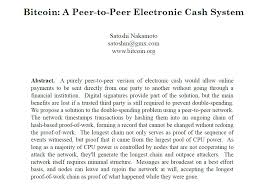 Bitcoin: A Peer-to-Peer Electronic Cash System
Satoshi Nakamoto
satoshin@gmx.com
www.bitcoin.org
Abstract. A purely peer-to-peer version of electronic cash would allow online
payments to be sent directly from one party to another without going through a
financial institution. Digital signatures provide part of the solution, but the main
benefits are lost if a trusted third party is still required to prevent double-spending.
We propose a solution to the double-spending problem using a peer-to-peer network.
The network timestamps transactions by hashing them into an ongoing chain of
hash-based proof-of-work, forming a record that cannot be changed without redoing
the proof-of-work. The longest chain not only serves as proof of the sequence of
events witnessed, but proof that it came from the largest pool of CPU power. As
long as a majority of CPU power is controlled by nodes that are not cooperating to
attack the network, they'll generate the longest chain and outpace attackers. The
network itself requires minimal structure. Messages are broadcast on a best effort
basis, and nodes can leave and rejoin the network at will, accepting the longest
proof-of-work chain as proof of what happened while they were gone.